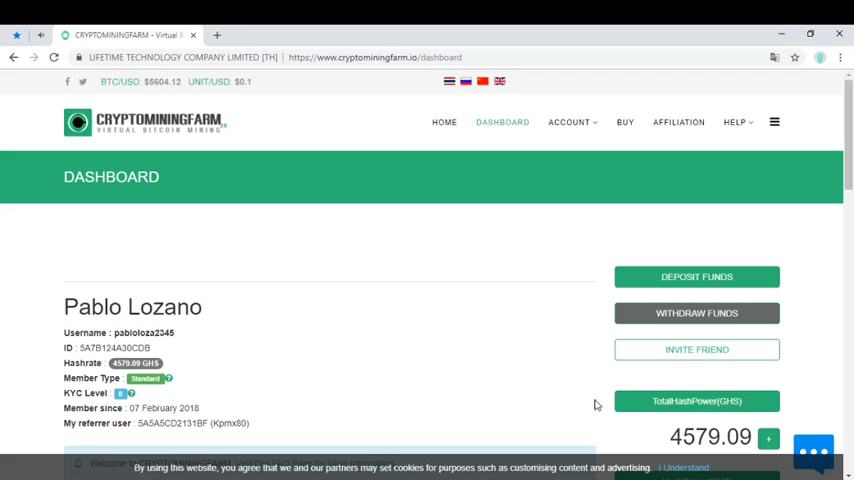 CRYPTOMININGFARM - Virtual B
LIFETIME TECHNOLOGY COMPANY LIMITED [TH] | https://www.cryptominingfarm.io/dashboard
BTC/USD: $5604.12 UNIT/USD: $0.1
CRYPTOMININGFARM
VIRTUAL BITCOIN MINING
HOME DASHBOARD ACCOUNT BUY AFFILIATION HELP
DASHBOARD
DEPOSIT FUNDS
Pablo Lozano
WITHDRAW FUNDS
Username : pabloloza2345
ID : 5A7B124A30CDB
INVITE FRIEND
Hashrate : 4579.09 GHS
Member Type : Standard
KYC Level : 0
TotalHashPower(GHS)
Member since : 07 February 2018
My referrer user : 5A5A5CD2131BF (Kpmx80)
4579.09 +
By using this website, you agree that we and our partners may set cookies for purposes such as customising content and advertising. I Understand